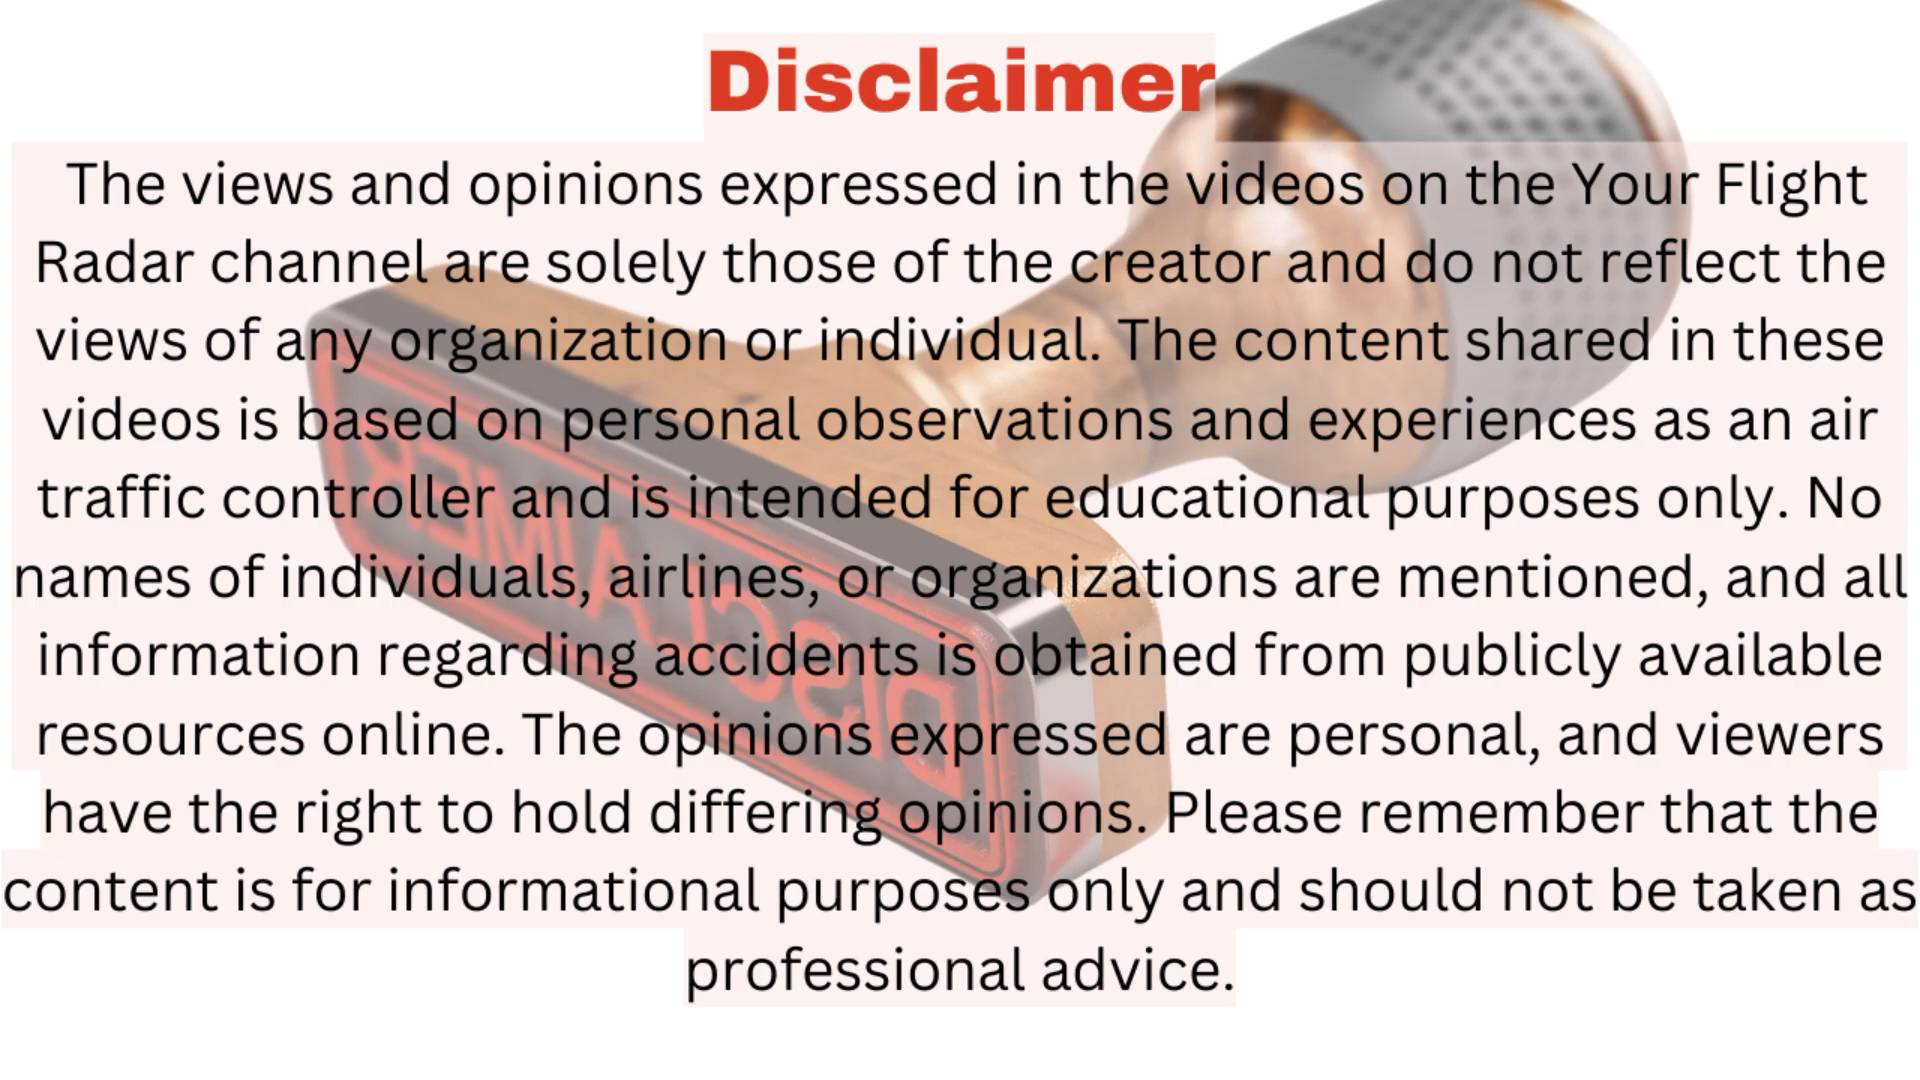 Disclaimer
The views and opinions expressed in the videos on the Your Flight
Radar channel are solely those of the creator and do not reflect the
views of any organization or individual. The content shared in these
videos is based on personal observations and experiences as an air
traffic controller and is intended for educational purposes only. No
names of individuals, airlines, or organizations are mentioned, and all
information regarding accidents is obtained from publicly available
resources online. The opinions expressed are personal, and viewers
have the right to hold differing opinions. Please remember that the
content is for informational purposes only and should not be taken as
professional advice.
DISCLAIMER